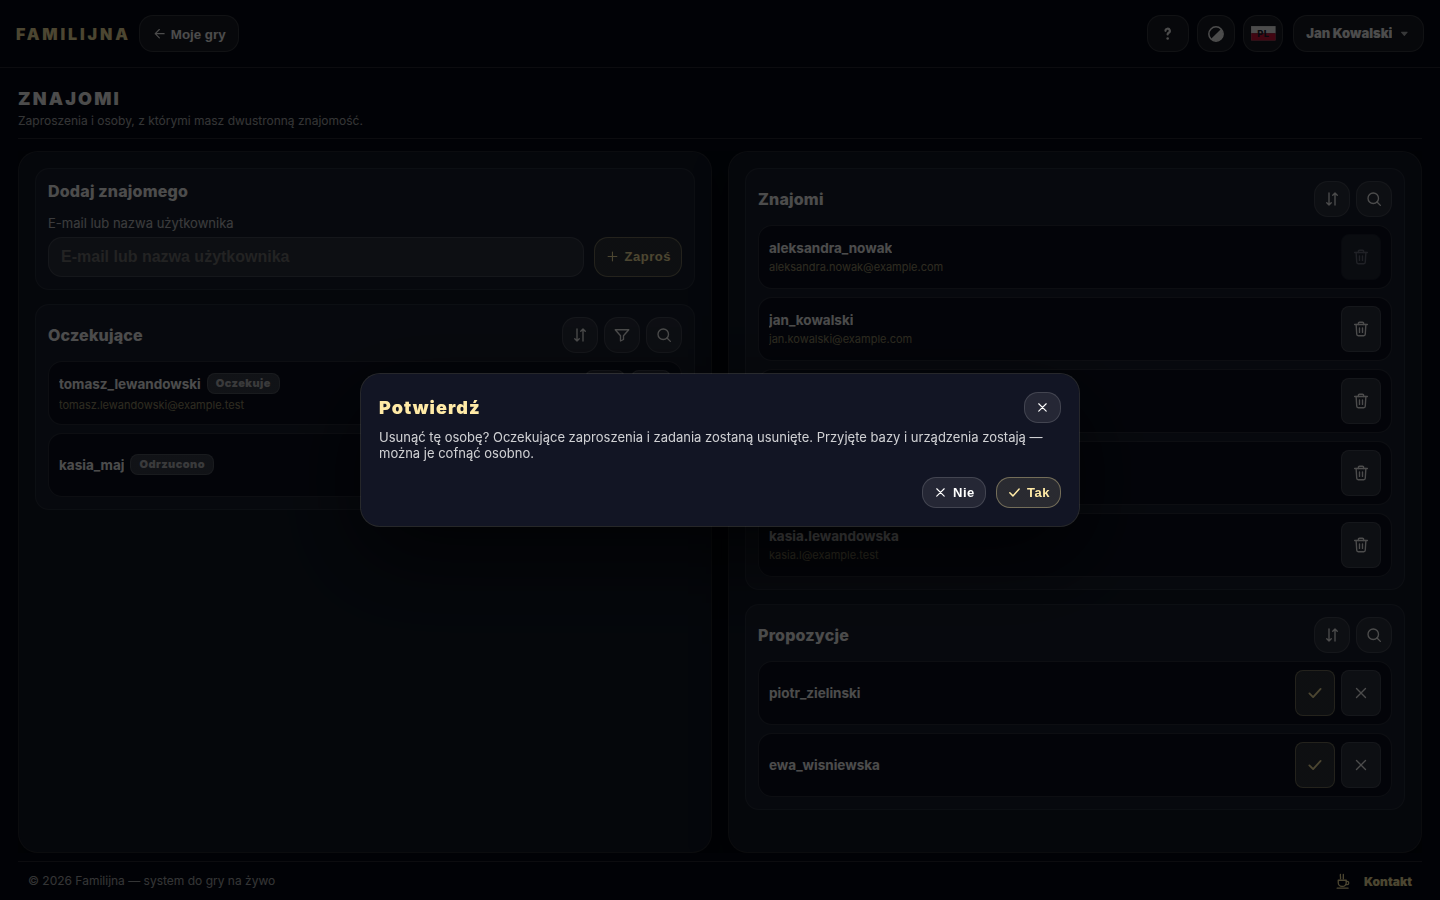 FAMILIJNA
← Moje gry
?
PL
Jan Kowalski
ZNAJOMI
Zaproszenia i osoby, z którymi masz dwustronną znajomość.
Dodaj znajomego
E-mail lub nazwa użytkownika
E-mail lub nazwa użytkownika
+ Zaproś
Oczekujące
tomasz_lewandowski Oczekuje
tomasz.lewandowski@example.test
kasia_maj Odrzucono
Znajomi
aleksandra_nowak
aleksandra.nowak@example.com
jan_kowalski
jan.kowalski@example.com
Potwierdź
Usunąć tę osobę? Oczekujące zaproszenia i zadania zostaną usunięte. Przyjęte bazy i urządzenia zostają —
można je cofnąć osobno.
Nie
Tak
kasia.lewandowska
kasia.l@example.test
Propozycje
piotr_zielinski
ewa_wisniewska
© 2026 Familijna — system do gry na żywo
Kontakt